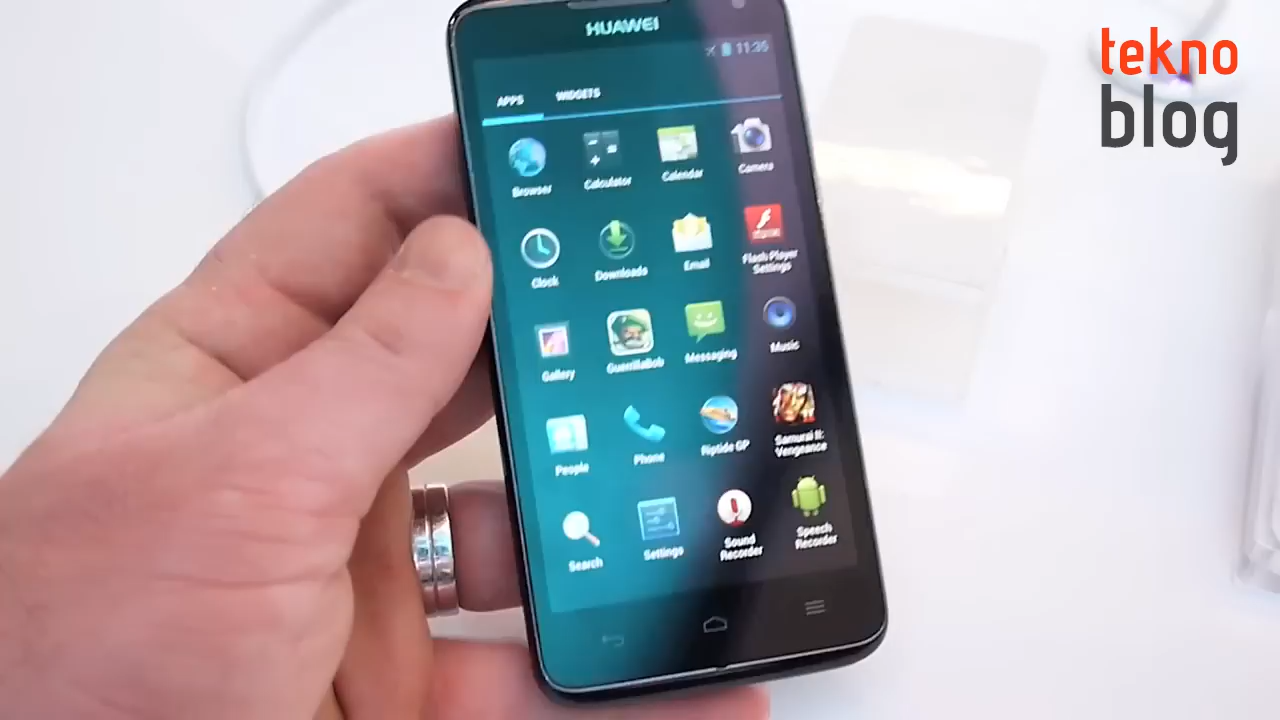 HUAWEI
tekno
blog
11:35
APPS WIDGETS
Browser Calculator Calendar Camera
Clock Downloads Email Flash Player
Settings
Gallery GuerrillaBob Messaging Music
People Phone Riptide GP Samurai II:
Vengeance
Search Settings Sound
Recorder Speech
Recorder